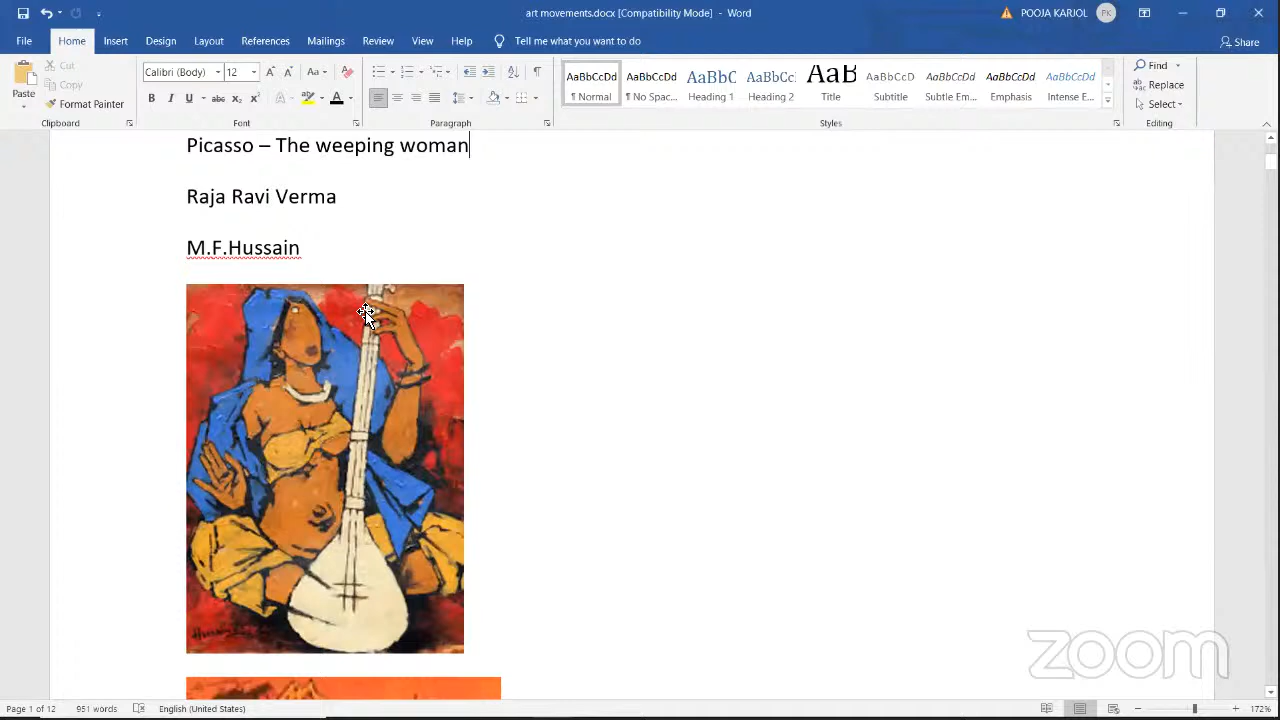 art movements.docx [Compatibility Mode] - Word
POOJA KARJOL
PK
File
Home
Insert
Design
Layout
References
Mailings
Review
View
Help
Tell me what you want to do
Share
Paste
Cut
Copy
Format Painter
Clipboard
Calibri (Body)
12
Font
Paragraph
AaBbCcDd
¶ Normal
AaBbCcDd
¶ No Spac...
AaBbC
Heading 1
AaBbCc
Heading 2
AaB
Title
AaBbCcDd
Subtitle
AaBbCcDd
Subtle Em...
AaBbCcDd
Emphasis
AaBbCcDd
Intense E...
Styles
Find
Replace
Select
Editing
Picasso – The weeping woman
Raja Ravi Verma
M.F.Hussain
zoom
Page 1 of 12
951 words
English (United States)
172%